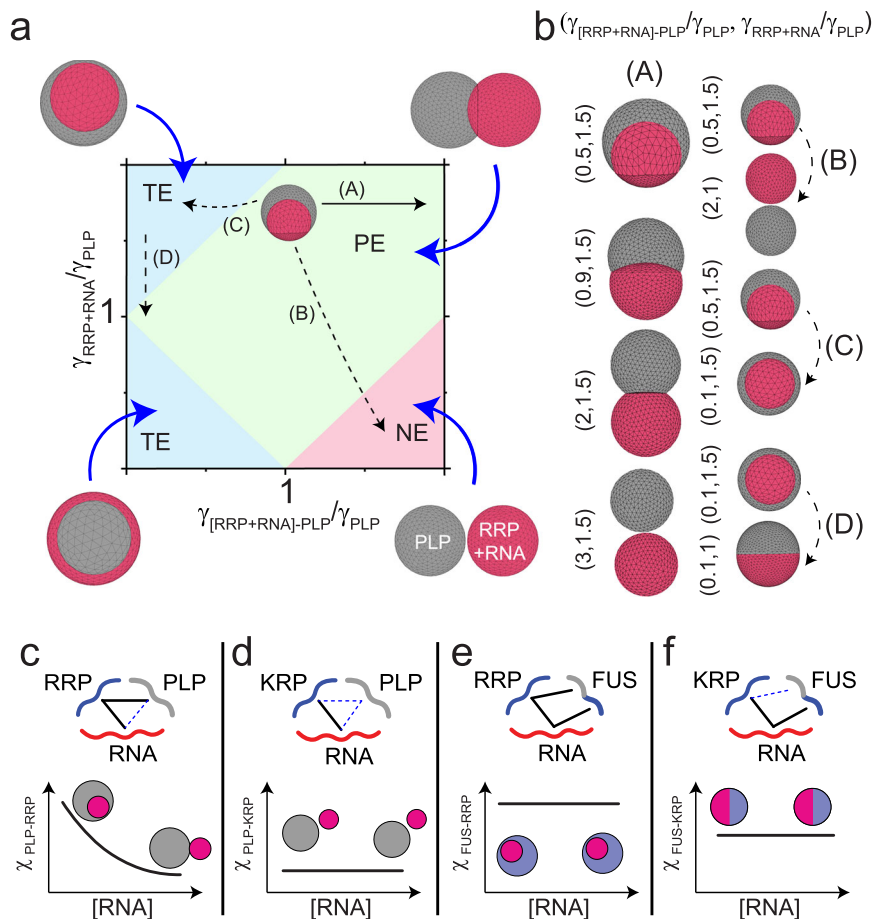 a
b (γ[RRP+RNA]-PLP/γPLP, γRRP+RNA/γPLP)
TE
(A)
(C)
PE
(D)
(B)
TE
NE
γRRP+RNA/γPLP
1
1
γ[RRP+RNA]-PLP/γPLP
PLP
RRP
+RNA
(A)
(0.5,1.5)
(0.9,1.5)
(2,1.5)
(3,1.5)
(0.5,1.5)
(B)
(2,1)
(0.5,1.5)
(C)
(0.1,1.5)
(0.1,1.5)
(D)
(0.1,1)
c
RRP PLP
RNA
χ PLP-RRP
[RNA]
d
KRP PLP
RNA
χ PLP-KRP
[RNA]
e
RRP FUS
RNA
χ FUS-RRP
[RNA]
f
KRP FUS
RNA
χ FUS-KRP
[RNA]